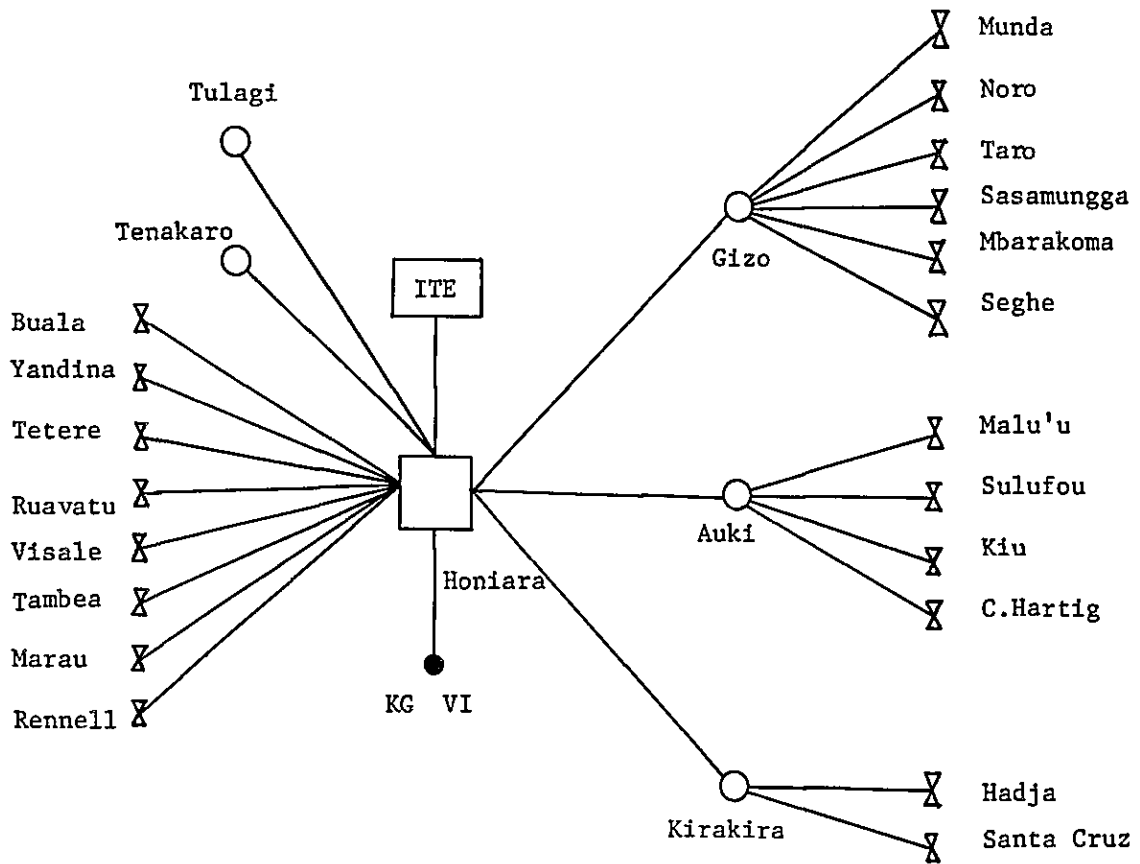 Tulagi
Tenakaro
ITE
Buala
Yandina
Tetere
Ruavatu
Visale
Tambea
Marau
Rennell
Honiara
KG VI
Gizo
Auki
Kirakira
Munda
Noro
Taro
Sasamungga
Mbarakoma
Seghe
Malu'u
Sulufou
Kiu
C.Hartig
Hadja
Santa Cruz